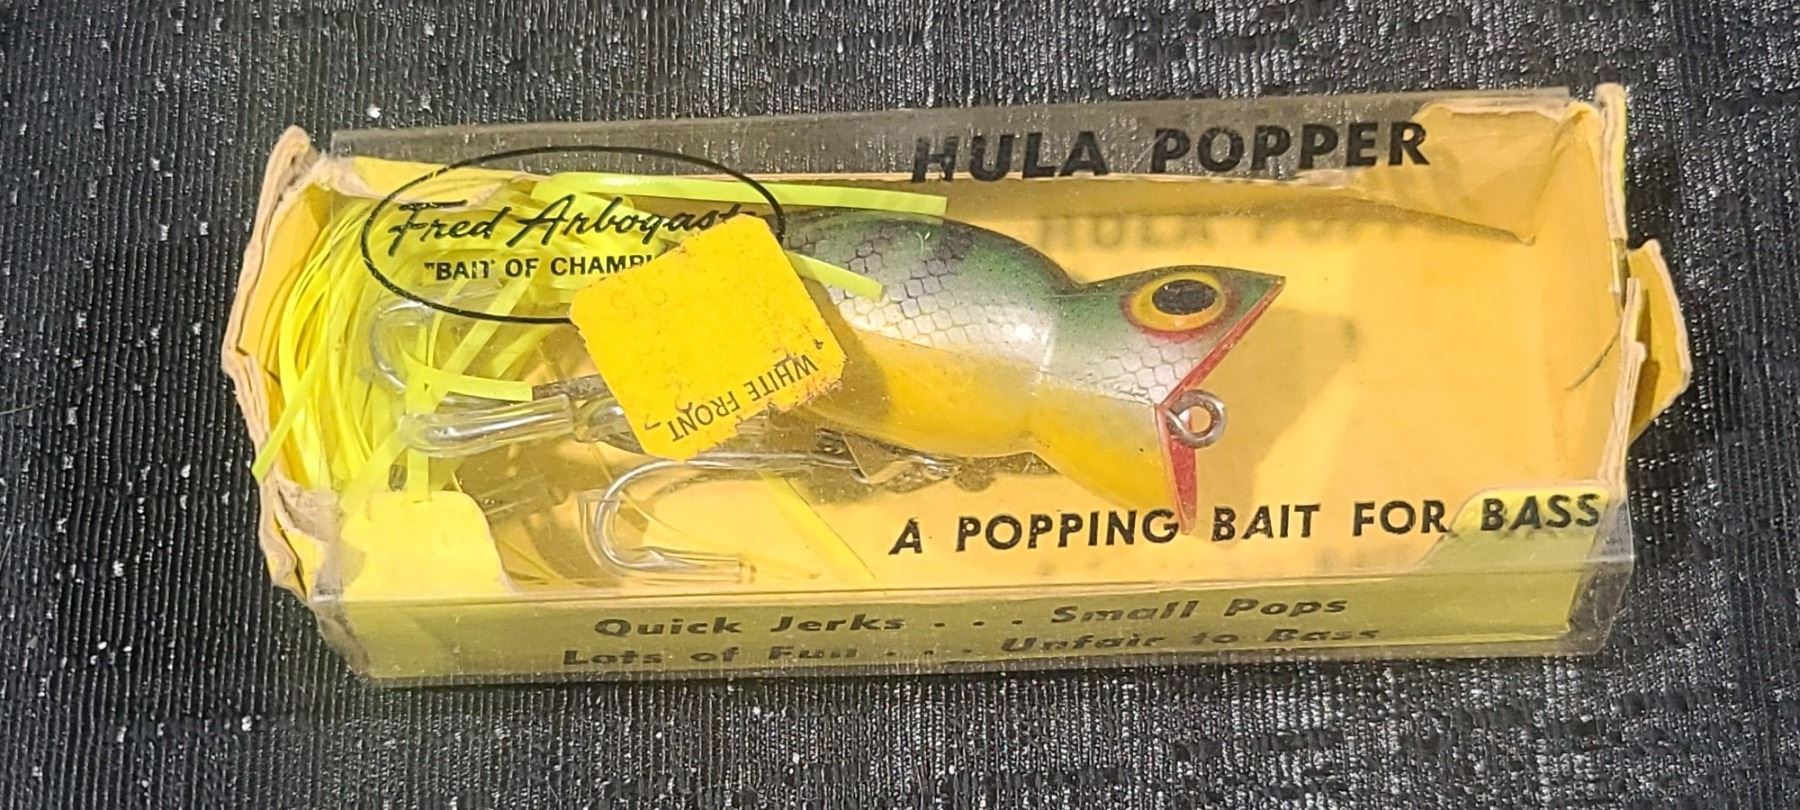 HULA POPPER
Fred Arbogast
"BAIT OF CHAMPI
WHITE FRONT
A POPPING BAIT FOR BASS
Quick Jerks . . . Small Pops
Lots of Fun . . . Unfair to Bass